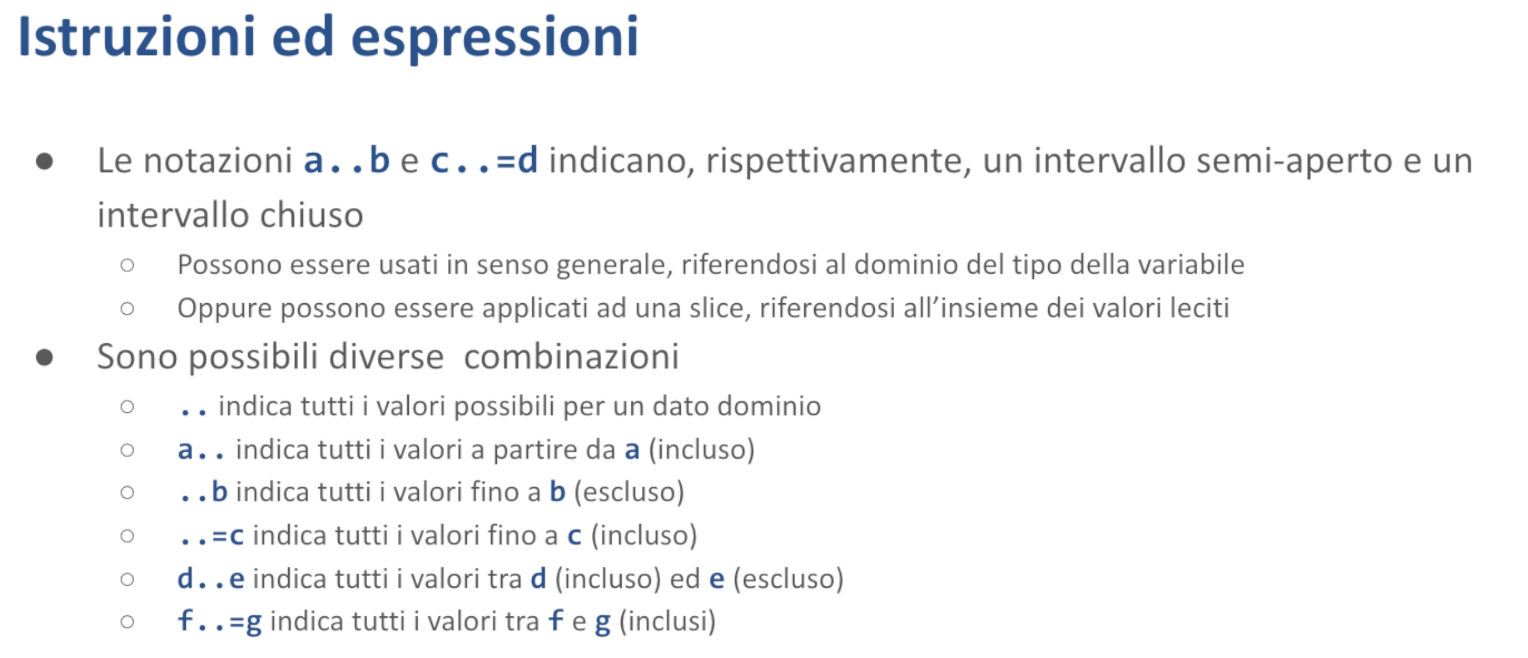 Istruzioni ed espressioni
● Le notazioni a..b e c..=d indicano, rispettivamente, un intervallo semi-aperto e un
intervallo chiuso
○ Possono essere usati in senso generale, riferendosi al dominio del tipo della variabile
○ Oppure possono essere applicati ad una slice, riferendosi all’insieme dei valori leciti
● Sono possibili diverse  combinazioni
○ .. indica tutti i valori possibili per un dato dominio
○ a.. indica tutti i valori a partire da a (incluso)
○ ..b indica tutti i valori fino a b (escluso)
○ ..=c indica tutti i valori fino a c (incluso)
○ d..e indica tutti i valori tra d (incluso) ed e (escluso)
○ f..=g indica tutti i valori tra f e g (inclusi)